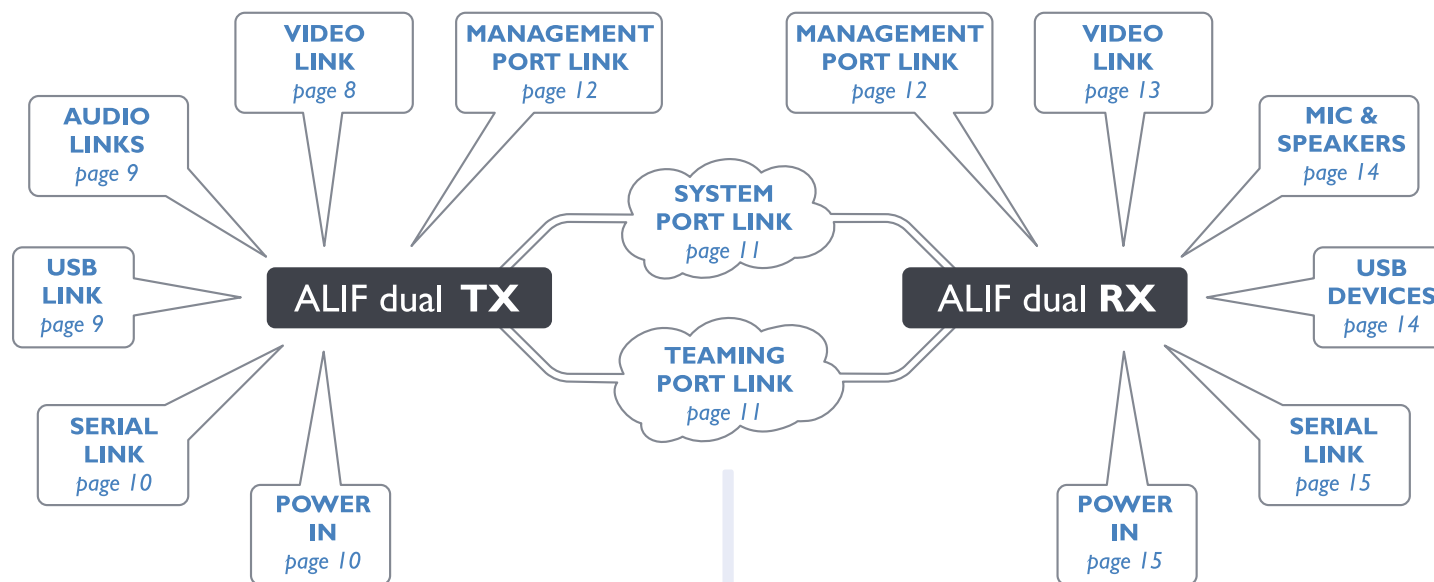 VIDEO
LINK
page 8
MANAGEMENT
PORT LINK
page 12
MANAGEMENT
PORT LINK
page 12
VIDEO
LINK
page 13
AUDIO
LINKS
page 9
MIC &
SPEAKERS
page 14
SYSTEM
PORT LINK
page 11
USB
LINK
page 9
ALIF dual TX
ALIF dual RX
USB
DEVICES
page 14
TEAMING
PORT LINK
page 11
SERIAL
LINK
page 10
SERIAL
LINK
page 15
POWER
IN
page 10
POWER
IN
page 15